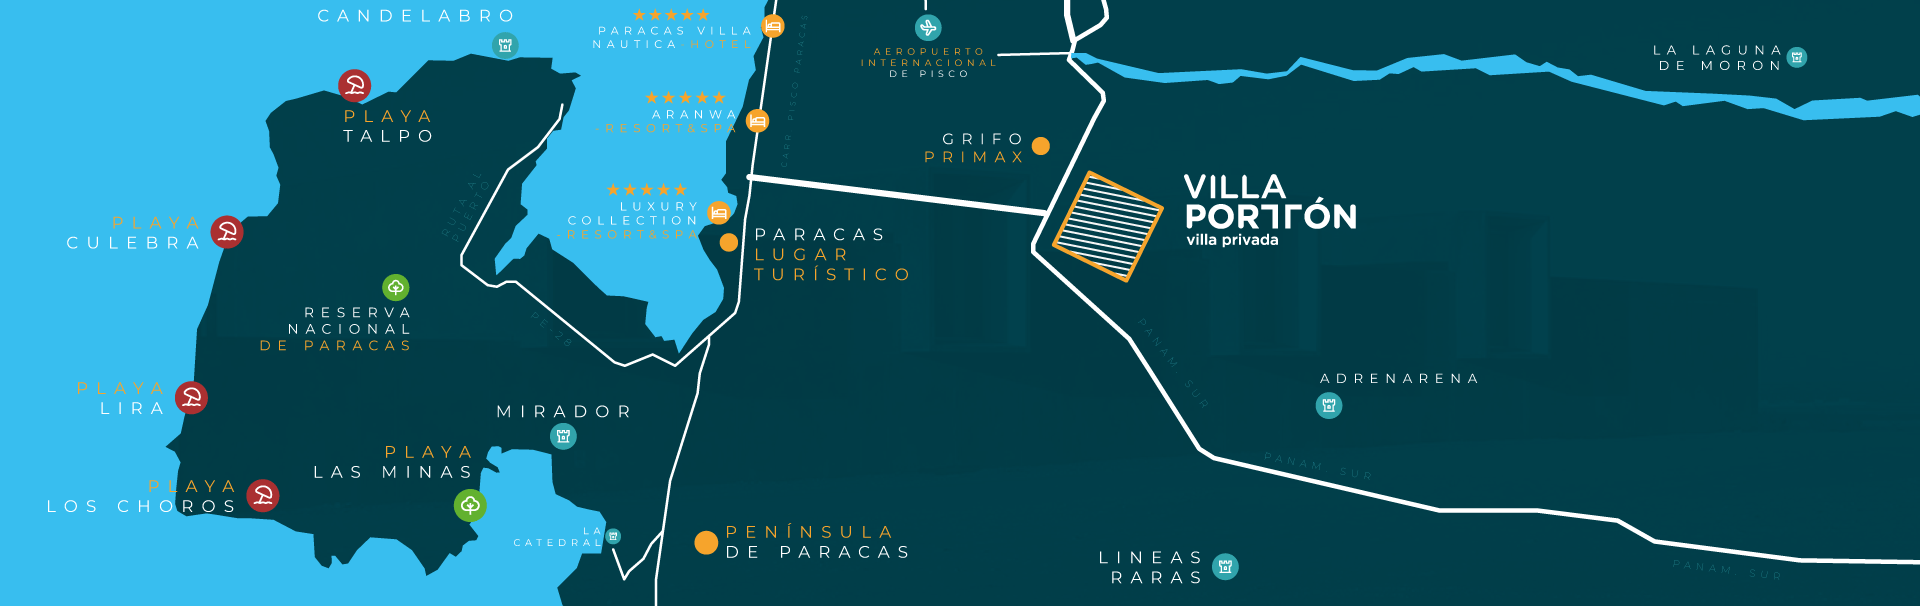 CANDELABRO
PARACAS VILLA
NAUTICA HOTEL
AEROPUERTO
INTERNACIONAL
DE PISCO
LA LAGUNA
DE MORON
PLAYA
TALPO
ARANWA
-RESORT&SPA
CARR. PISCO PARACAS
GRIFO
PRIMAX
VILLA
PORTTÓN
villa privada
PLAYA
CULEBRA
RUTA AL
PUERTO
LUXURY
COLLECTION
-RESORT&SPA
PARACAS
LUGAR
TURÍSTICO
RESERVA
NACIONAL
DE PARACAS
PE-28
PANAM. SUR
PLAYA
LIRA
MIRADOR
ADRENARENA
PLAYA
LAS MINAS
PANAM. SUR
PLAYA
LOS CHOROS
LA
CATEDRAL
PENÍNSULA
DE PARACAS
LINEAS
RARAS
PANAM. SUR